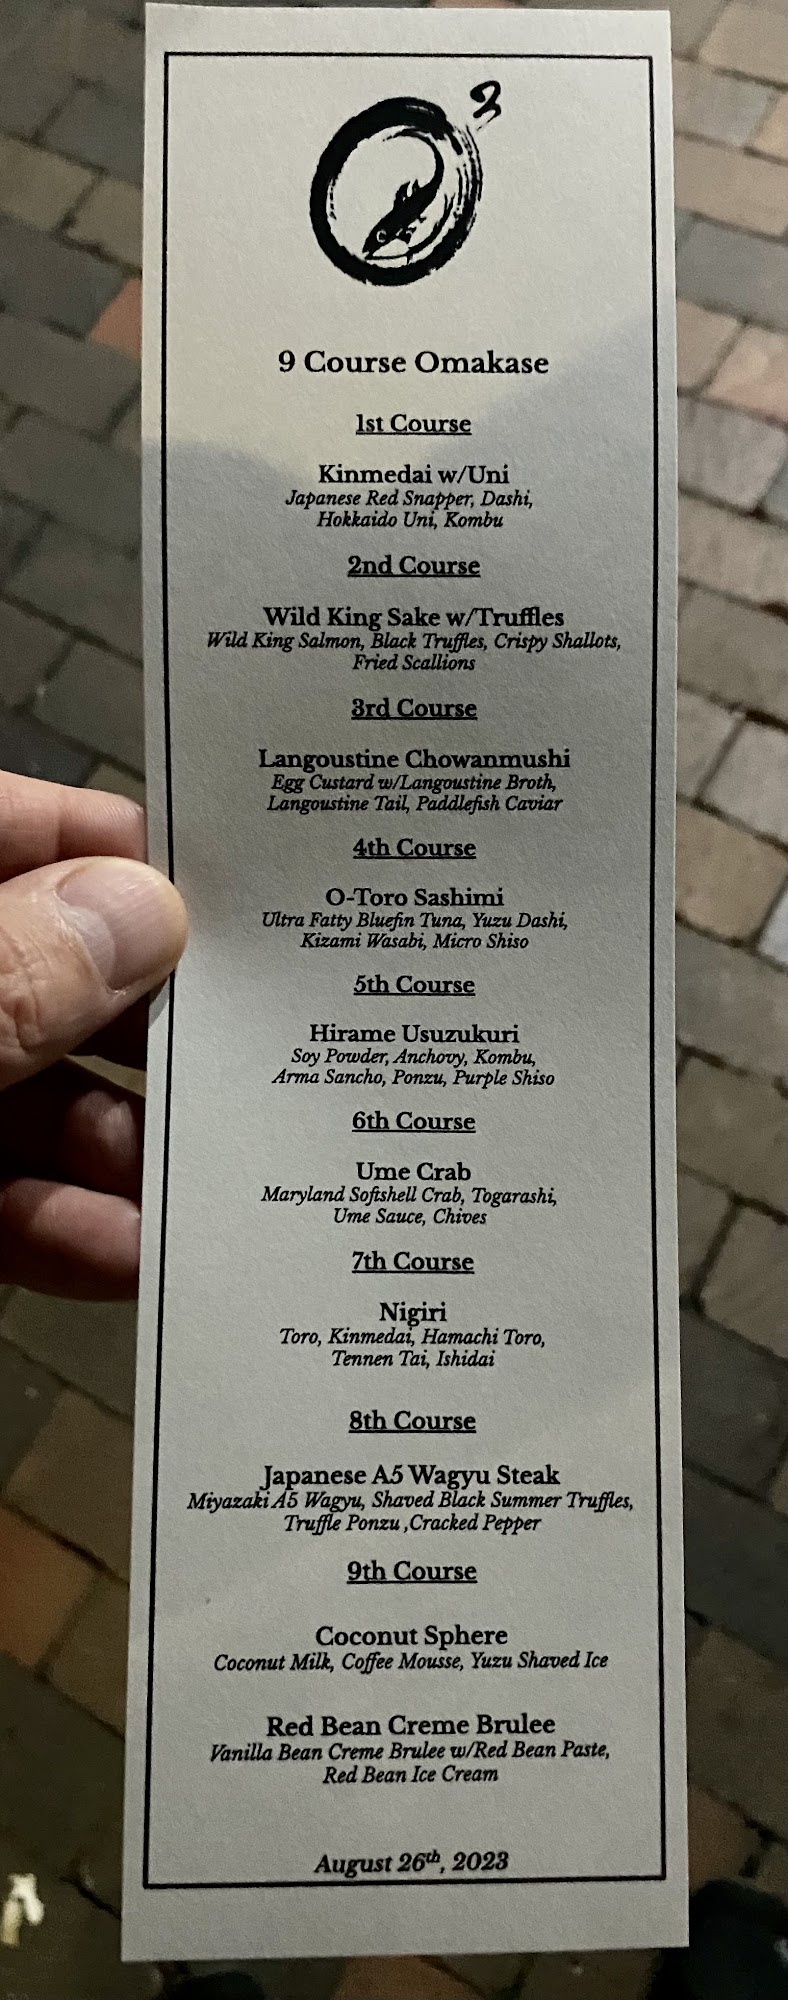 3
9 Course Omakase
1st Course
Kinmedai w/Uni
Japanese Red Snapper, Dashi,
Hokkaido Uni, Kombu
2nd Course
Wild King Sake w/Truffles
Wild King Salmon, Black Truffles, Crispy Shallots,
Fried Scallions
3rd Course
Langoustine Chowanmushi
Egg Custard w/Langoustine Broth,
Langoustine Tail, Paddlefish Caviar
4th Course
O-Toro Sashimi
Ultra Fatty Bluefin Tuna, Yuzu Dashi,
Kizami Wasabi, Micro Shiso
5th Course
Hirame Usuzukuri
Soy Powder, Anchovy, Kombu,
Arma Sancho, Ponzu, Purple Shiso
6th Course
Ume Crab
Maryland Softshell Crab, Togarashi,
Ume Sauce, Chives
7th Course
Nigiri
Toro, Kinmedai, Hamachi Toro,
Tennen Tai, Ishidai
8th Course
Japanese A5 Wagyu Steak
Miyazaki A5 Wagyu, Shaved Black Summer Truffles,
Truffle Ponzu ,Cracked Pepper
9th Course
Coconut Sphere
Coconut Milk, Coffee Mousse, Yuzu Shaved Ice
Red Bean Creme Brulee
Vanilla Bean Creme Brulee w/Red Bean Paste,
Red Bean Ice Cream
August 26th, 2023